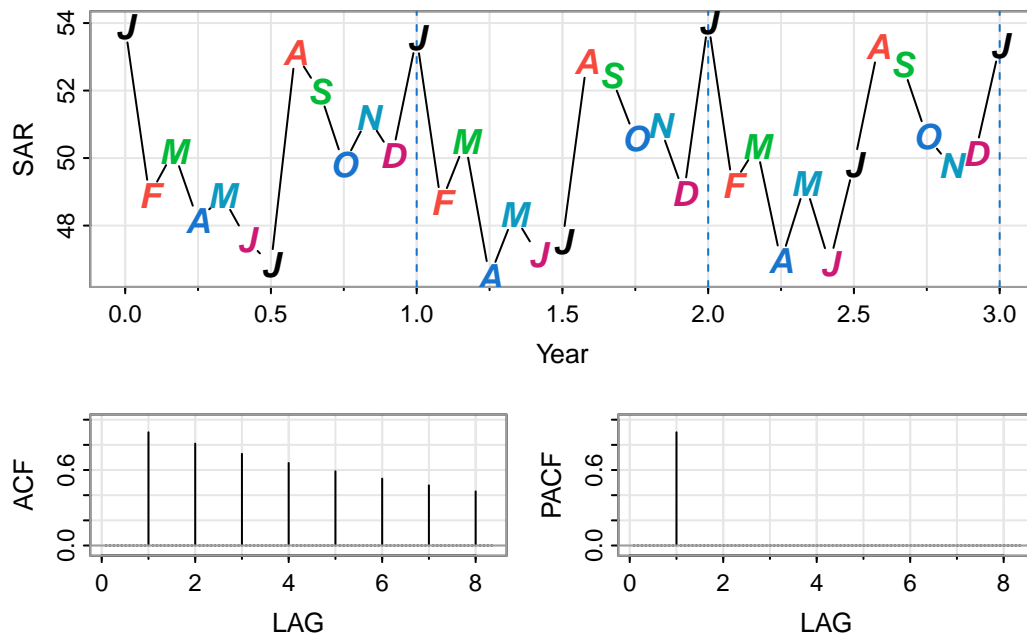 SAR
54
52
50
48
J F M A M J J A S O N D J F M A M J J A S O N D J F M A M J J A S O N D J
0.0 0.5 1.0 1.5 2.0 2.5 3.0
Year
ACF
0.6
0.0
0 2 4 6 8
LAG
PACF
0.6
0.0
0 2 4 6 8
LAG